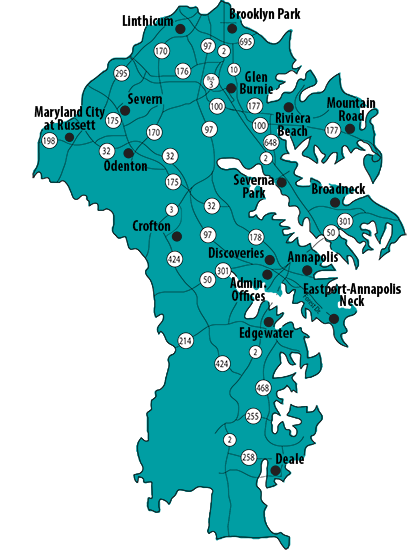 Linthicum
Brooklyn Park
170
97
2
695
295
176
BUS
3
10
Glen
Burnie
Severn
100
177
Mountain
Road
Maryland City
at Russett
175
170
97
100
Riviera
Beach
177
198
32
Odenton
32
648
2
175
Severna
Park
Broadneck
3
32
301
Crofton
97
178
50
424
Discoveries
Annapolis
50
301
Admin.
Offices
Eastport-Annapolis
Neck
Edgewater
214
2
424
468
255
2
258
Deale